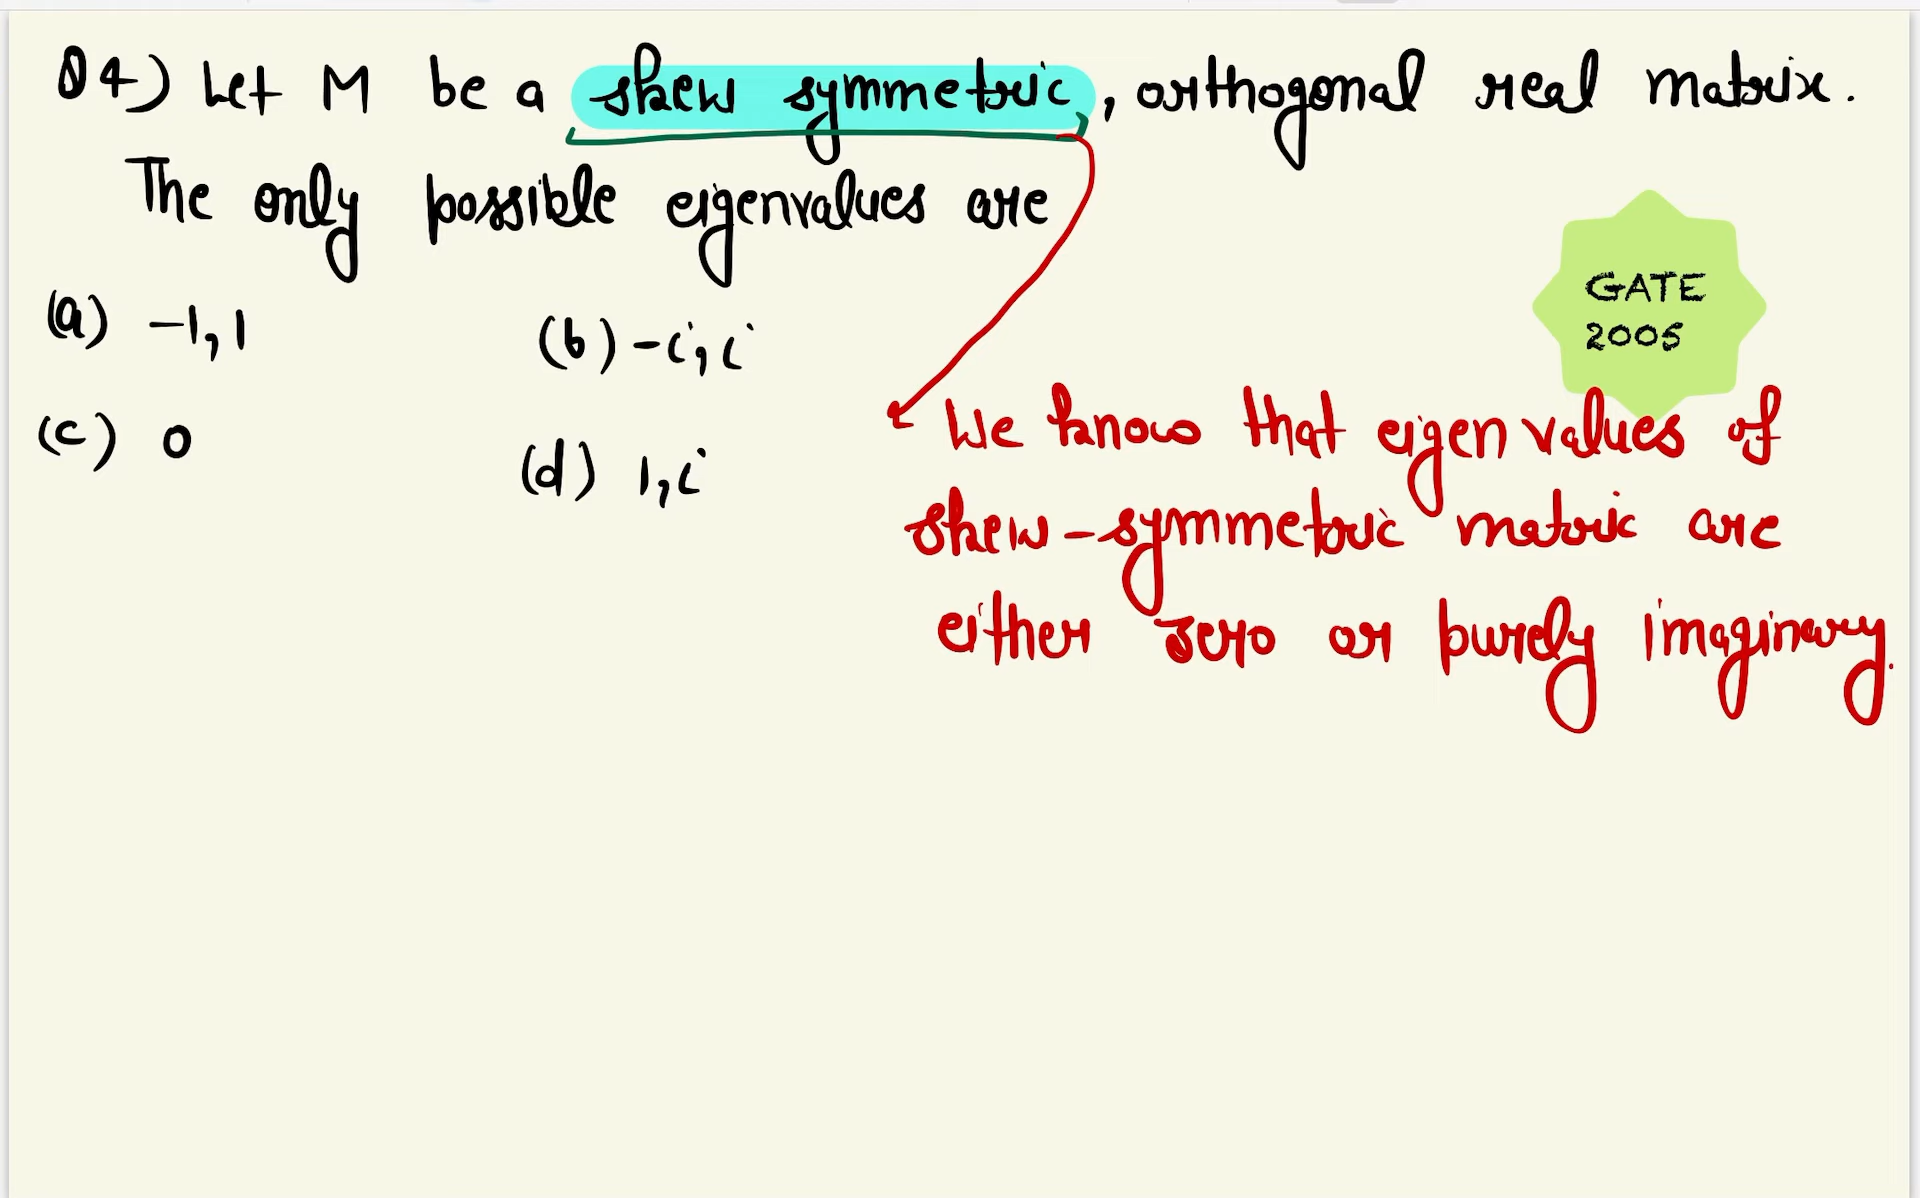 Q4) Let M be a skew symmetric, orthogonal real matrix.
The only possible eigenvalues are
(a) -1, 1
(b) -i, i
(c) 0
(d) 1, i
GATE
2005
We know that eigen values of
skew-symmetric matric are
either zero or purely imaginary.